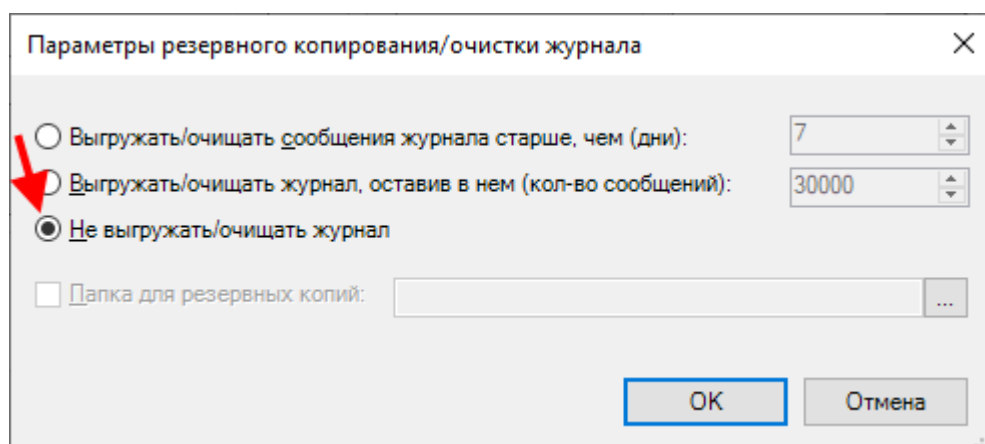 Параметры резервного копирования/очистки журнала
Выгружать/очищать сообщения журнала старше, чем (дни): 7
Выгружать/очищать журнал, оставив в нем (кол-во сообщений): 30000
Не выгружать/очищать журнал
Папка для резервных копий: ...
OK Отмена